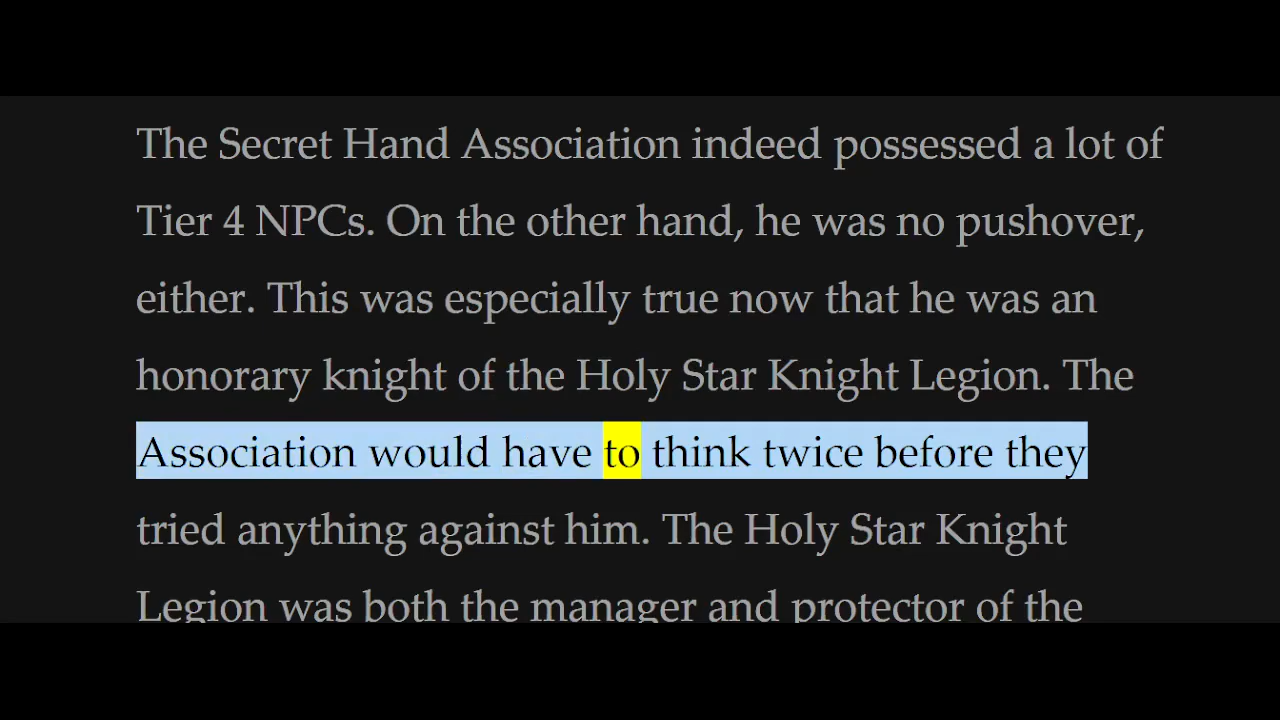 The Secret Hand Association indeed possessed a lot of
Tier 4 NPCs. On the other hand, he was no pushover,
either. This was especially true now that he was an
honorary knight of the Holy Star Knight Legion. The
Association would have to think twice before they
tried anything against him. The Holy Star Knight
Legion was both the manager and protector of the